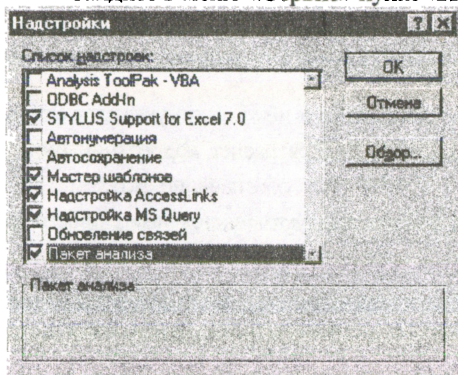 Надстройки
Список надстроек:
Analysis ToolPak - VBA
ODBC Add-In
STYLUS Support for Excel 7.0
Автонумерация
Автосохранение
Мастер шаблонов
Надстройка AccessLinks
Надстройка MS Query
Обновление связей
Пакет анализа
OK
Отмена
Обзор...
Пакет анализа